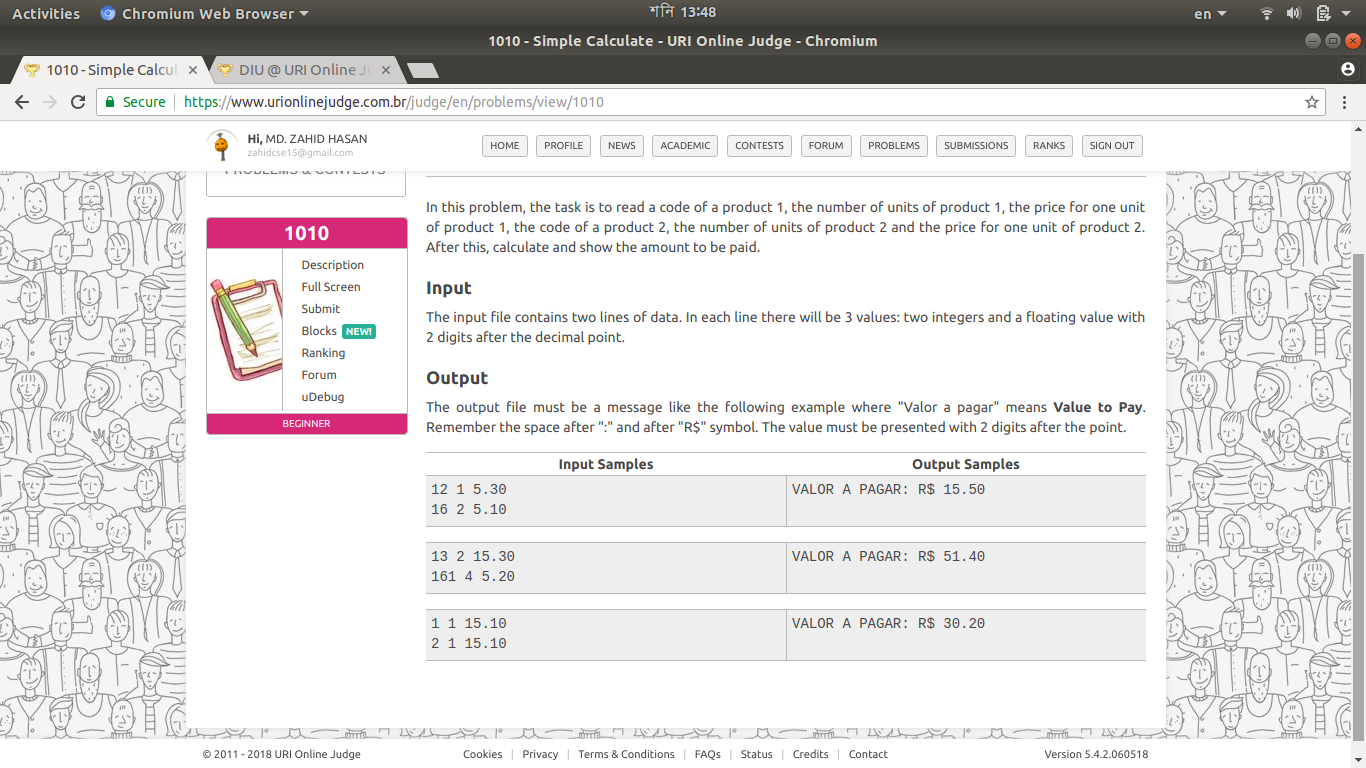 Activities Chromium Web Browser শনি 13:48 en
1010 - Simple Calculate - URI Online Judge - Chromium
1010 - Simple Calcul DIU @ URI Online Ju
Secure https://www.urionlinejudge.com.br/judge/en/problems/view/1010
Hi, MD. ZAHID HASAN
zahidcse15@gmail.com
HOME PROFILE NEWS ACADEMIC CONTESTS FORUM PROBLEMS SUBMISSIONS RANKS SIGN OUT
PROBLEMS & CONTESTS
1010
Description
Full Screen
Submit
Blocks NEW!
Ranking
Forum
uDebug
BEGINNER
In this problem, the task is to read a code of a product 1, the number of units of product 1, the price for one unit
of product 1, the code of a product 2, the number of units of product 2 and the price for one unit of product 2.
After this, calculate and show the amount to be paid.
Input
The input file contains two lines of data. In each line there will be 3 values: two integers and a floating value with
2 digits after the decimal point.
Output
The output file must be a message like the following example where "Valor a pagar" means Value to Pay.
Remember the space after ":" and after "R$" symbol. The value must be presented with 2 digits after the point.
Input Samples Output Samples
12 1 5.30 VALOR A PAGAR: R$ 15.50
16 2 5.10
13 2 15.30 VALOR A PAGAR: R$ 51.40
161 4 5.20
1 1 15.10 VALOR A PAGAR: R$ 30.20
2 1 15.10
© 2011 - 2018 URI Online Judge Cookies | Privacy | Terms & Conditions | FAQs | Status | Credits | Contact Version 5.4.2.060518